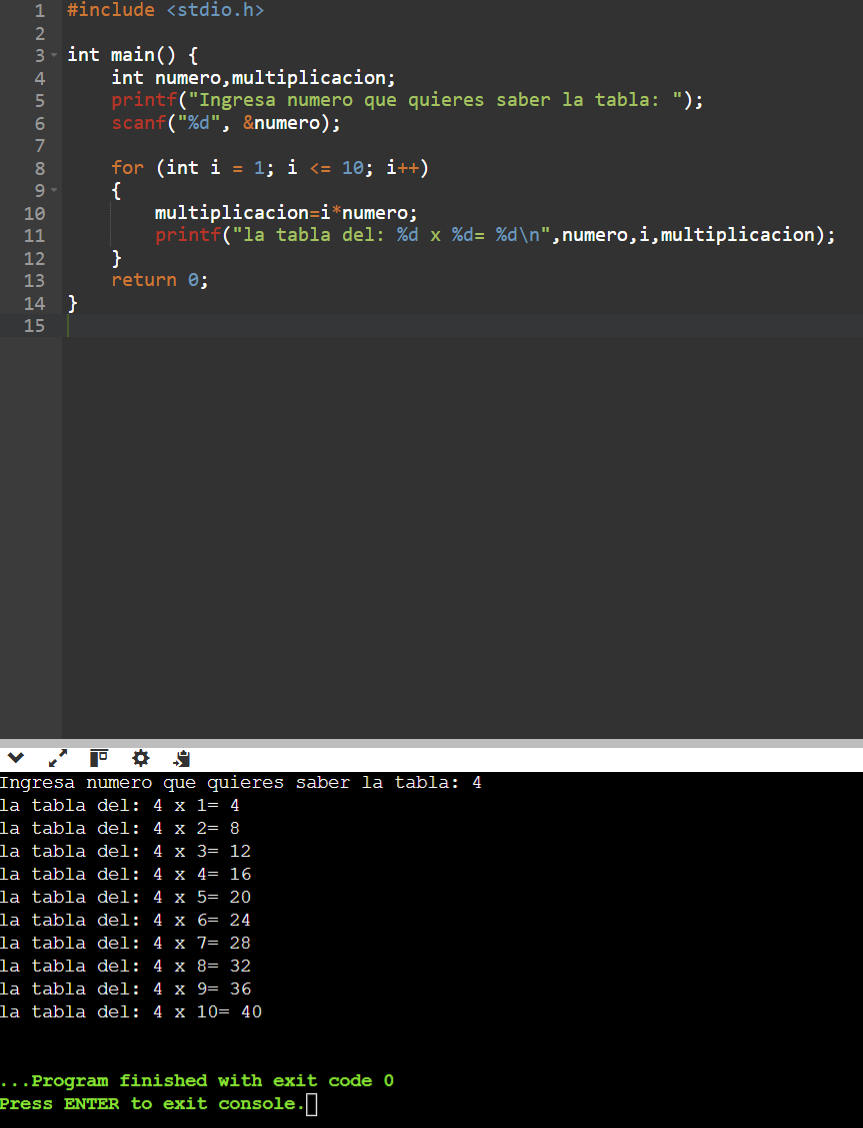 1 #include <stdio.h>
2
3 int main() {
4 int numero,multiplicacion;
5 printf("Ingresa numero que quieres saber la tabla: ");
6 scanf("%d", &numero);
7
8 for (int i = 1; i <= 10; i++)
9 {
10 multiplicacion=i*numero;
11 printf("la tabla del: %d x %d= %d\n",numero,i,multiplicacion);
12 }
13 return 0;
14 }
15
Ingresa numero que quieres saber la tabla: 4
la tabla del: 4 x 1= 4
la tabla del: 4 x 2= 8
la tabla del: 4 x 3= 12
la tabla del: 4 x 4= 16
la tabla del: 4 x 5= 20
la tabla del: 4 x 6= 24
la tabla del: 4 x 7= 28
la tabla del: 4 x 8= 32
la tabla del: 4 x 9= 36
la tabla del: 4 x 10= 40
...Program finished with exit code 0
Press ENTER to exit console.